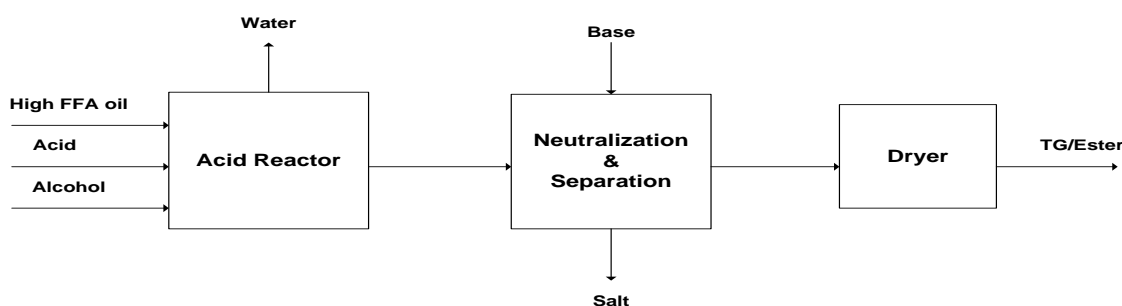 Water
Base
High FFA oil
Acid
Alcohol
Acid Reactor
Neutralization
&
Separation
Dryer
TG/Ester
Salt